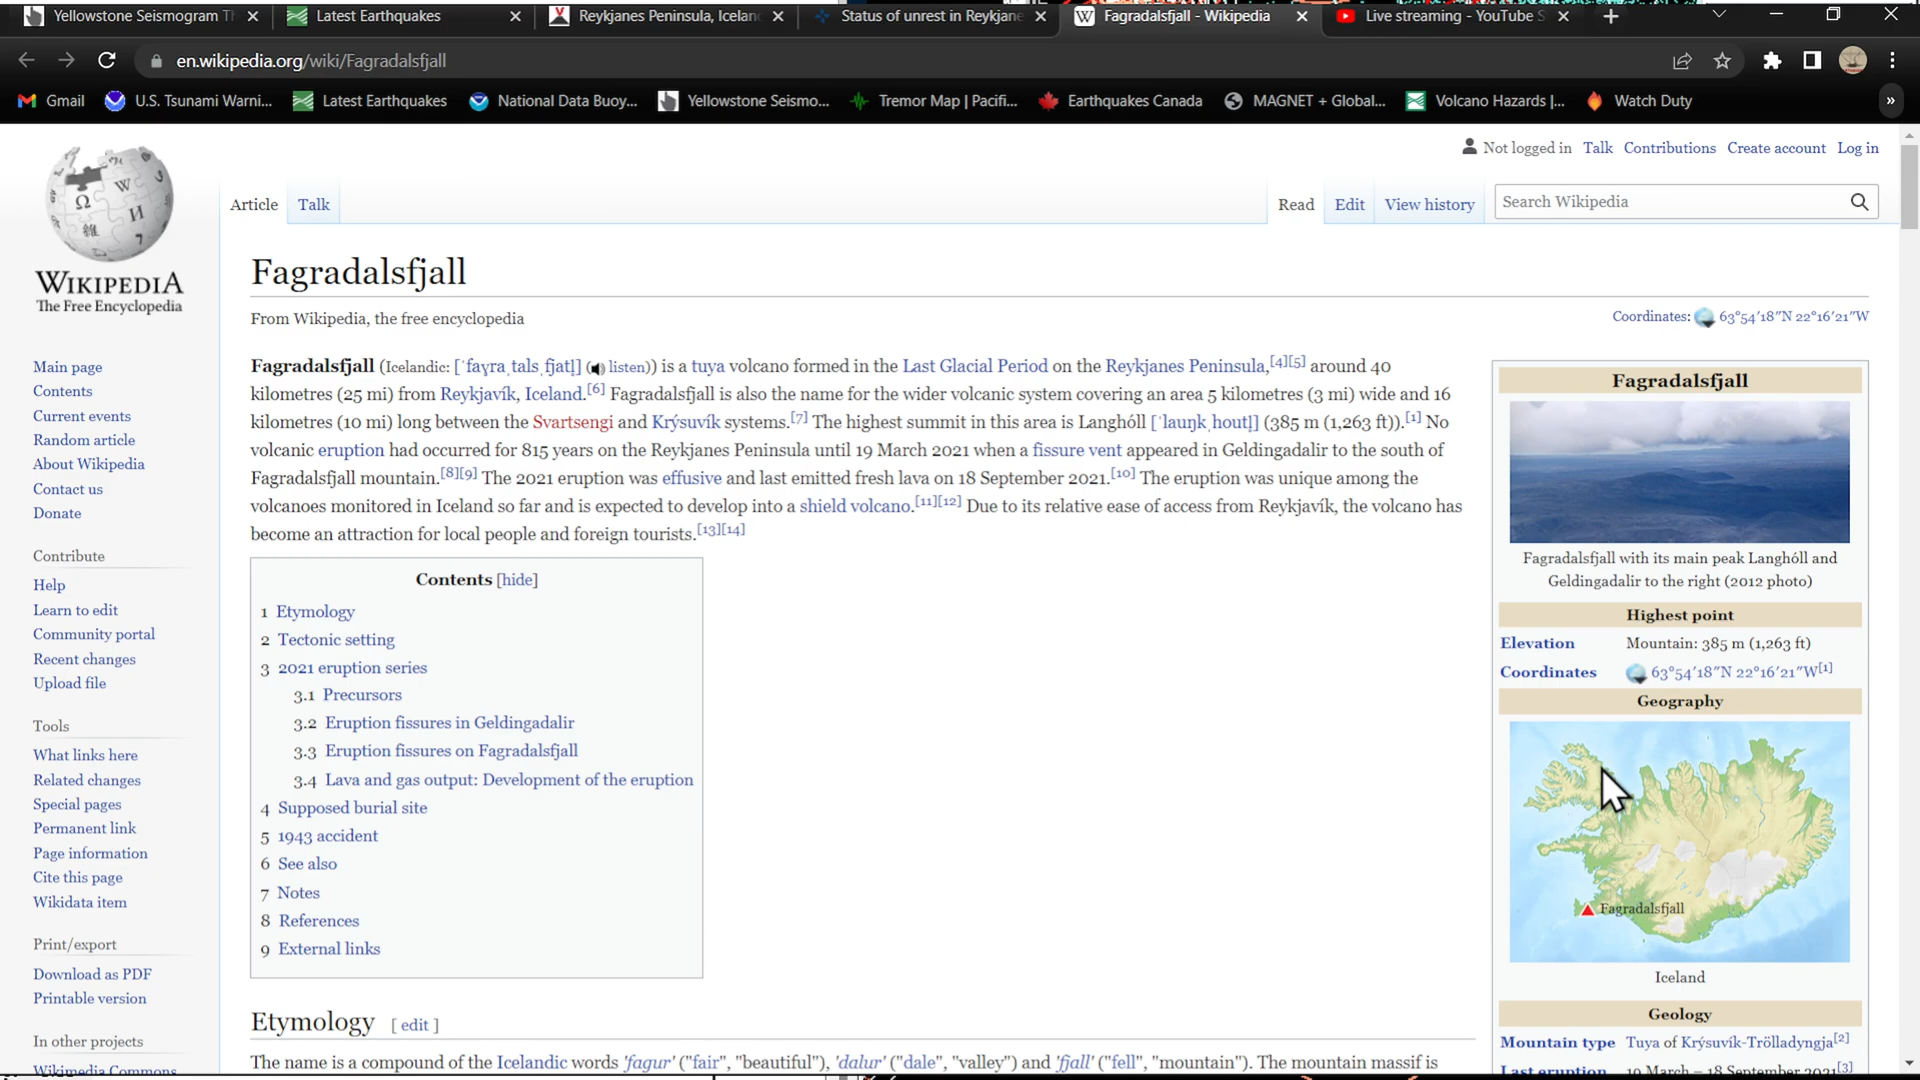 Yellowstone Seismogram Th
Latest Earthquakes
Reykjanes Peninsula, Icelan
Status of unrest in Reykjane
Fagradalsfjall - Wikipedia
Live streaming - YouTube S
en.wikipedia.org/wiki/Fagradalsfjall
Gmail
U.S. Tsunami Warni...
Latest Earthquakes
National Data Buoy...
Yellowstone Seismo...
Tremor Map | Pacifi...
Earthquakes Canada
MAGNET + Global...
Volcano Hazards |...
Watch Duty
»
WIKIPEDIA
The Free Encyclopedia
Not logged in Talk Contributions Create account Log in
Article Talk
Read Edit View history
Search Wikipedia
Fagradalsfjall
From Wikipedia, the free encyclopedia
Coordinates: 63°54′18″N 22°16′21″W
Fagradalsfjall (Icelandic: [ˈfaɣraˌtalsˌfjatl̥] ( listen)) is a tuya volcano formed in the Last Glacial Period on the Reykjanes Peninsula,[4][5] around 40
kilometres (25 mi) from Reykjavík, Iceland.[6] Fagradalsfjall is also the name for the wider volcanic system covering an area 5 kilometres (3 mi) wide and 16
kilometres (10 mi) long between the Svartsengi and Krýsuvík systems.[7] The highest summit in this area is Langhóll [ˈlauŋkˌhoutl̥] (385 m (1,263 ft)).[1] No
volcanic eruption had occurred for 815 years on the Reykjanes Peninsula until 19 March 2021 when a fissure vent appeared in Geldingadalir to the south of
Fagradalsfjall mountain.[8][9] The 2021 eruption was effusive and last emitted fresh lava on 18 September 2021.[10] The eruption was unique among the
volcanoes monitored in Iceland so far and is expected to develop into a shield volcano.[11][12] Due to its relative ease of access from Reykjavík, the volcano has
become an attraction for local people and foreign tourists.[13][14]
Main page
Contents
Current events
Random article
About Wikipedia
Contact us
Donate
Contribute
Help
Learn to edit
Community portal
Recent changes
Upload file
Tools
What links here
Related changes
Special pages
Permanent link
Page information
Cite this page
Wikidata item
Print/export
Download as PDF
Printable version
In other projects
Wikimedia Commons
Contents [hide]
1 Etymology
2 Tectonic setting
3 2021 eruption series
3.1 Precursors
3.2 Eruption fissures in Geldingadalir
3.3 Eruption fissures on Fagradalsfjall
3.4 Lava and gas output: Development of the eruption
4 Supposed burial site
5 1943 accident
6 See also
7 Notes
8 References
9 External links
Etymology [ edit ]
The name is a compound of the Icelandic words 'fagur' ("fair", "beautiful"), 'dalur' ("dale", "valley") and 'fjall' ("fell", "mountain"). The mountain massif is
Fagradalsfjall
Fagradalsfjall with its main peak Langhóll and
Geldingadalir to the right (2012 photo)
Highest point
Elevation Mountain: 385 m (1,263 ft)
Coordinates 63°54′18″N 22°16′21″W[1]
Geography
Fagradalsfjall
Iceland
Geology
Mountain type Tuya of Krýsuvík-Trölladyngja[2]
Last eruption 19 March – 18 September 2021[3]